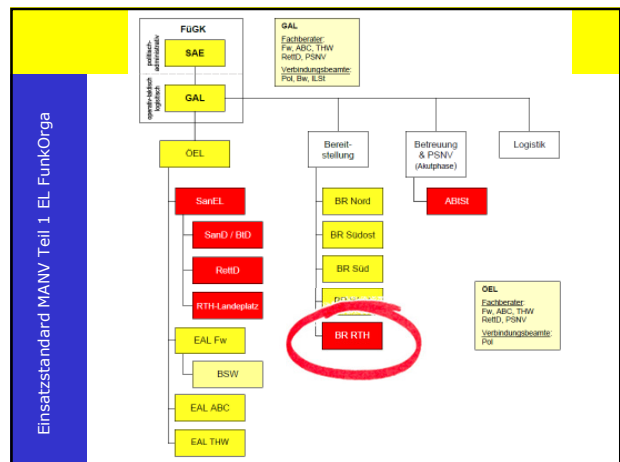 Einsatzstandard MANV Teil 1 EL FunkOrga
FüGK
politisch-
administrativ
SAE
operativ-taktisch
logistisch
GAL
GAL
Fachberater:
Fw, ABC, THW
RettD, PSNV
Verbindungsbeamte:
Pol, Bw, ILSt
ÖEL
Bereit-
stellung
Betreuung
& PSNV
(Akutphase)
Logistik
SanEL
SanD / BtD
RettD
RTH-Landeplatz
EAL Fw
BSW
EAL ABC
EAL THW
BR Nord
BR Südost
BR Süd
BR
BR RTH
ABtSt
ÖEL
Fachberater:
Fw, ABC, THW
RettD, PSNV
Verbindungsbeamte:
Pol